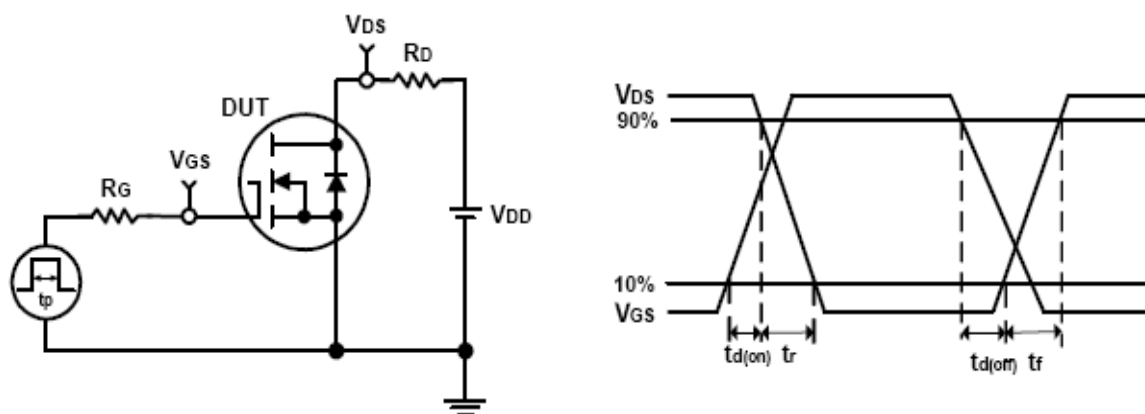 VDS
RD
DUT
VGS
RG
VDD
tp
VDS
90%
10%
VGS
td(on) tr
td(off) tf